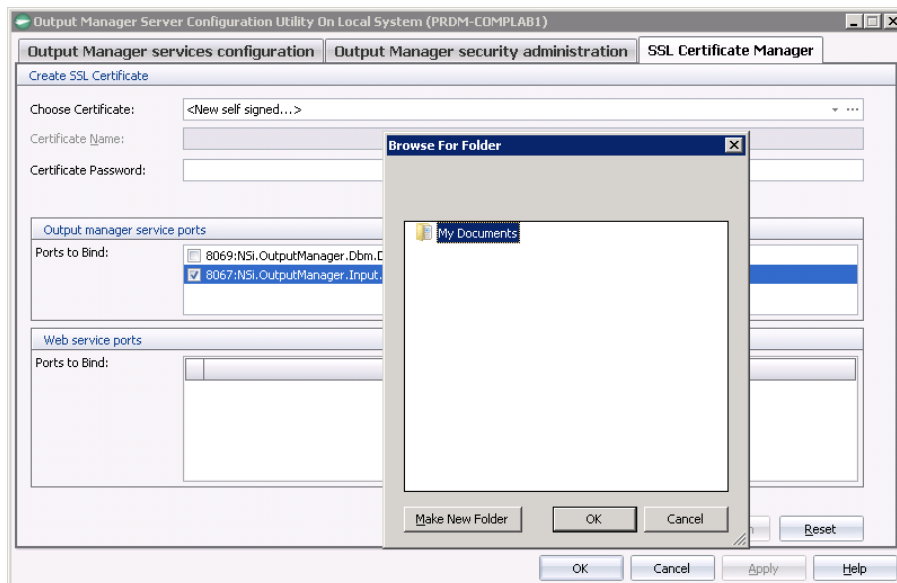 Output Manager Server Configuration Utility On Local System (PRDM-COMPLAB1)
Output Manager services configuration
Output Manager security administration
SSL Certificate Manager
Create SSL Certificate
Choose Certificate:
<New self signed...>
Certificate Name:
Certificate Password:
Browse For Folder
My Documents
Output manager service ports
Ports to Bind:
8069:NSi.OutputManager.Dbm.
8067:NSi.OutputManager.Input.
Web service ports
Ports to Bind:
Make New Folder
OK
Cancel
Reset
OK
Cancel
Apply
Help